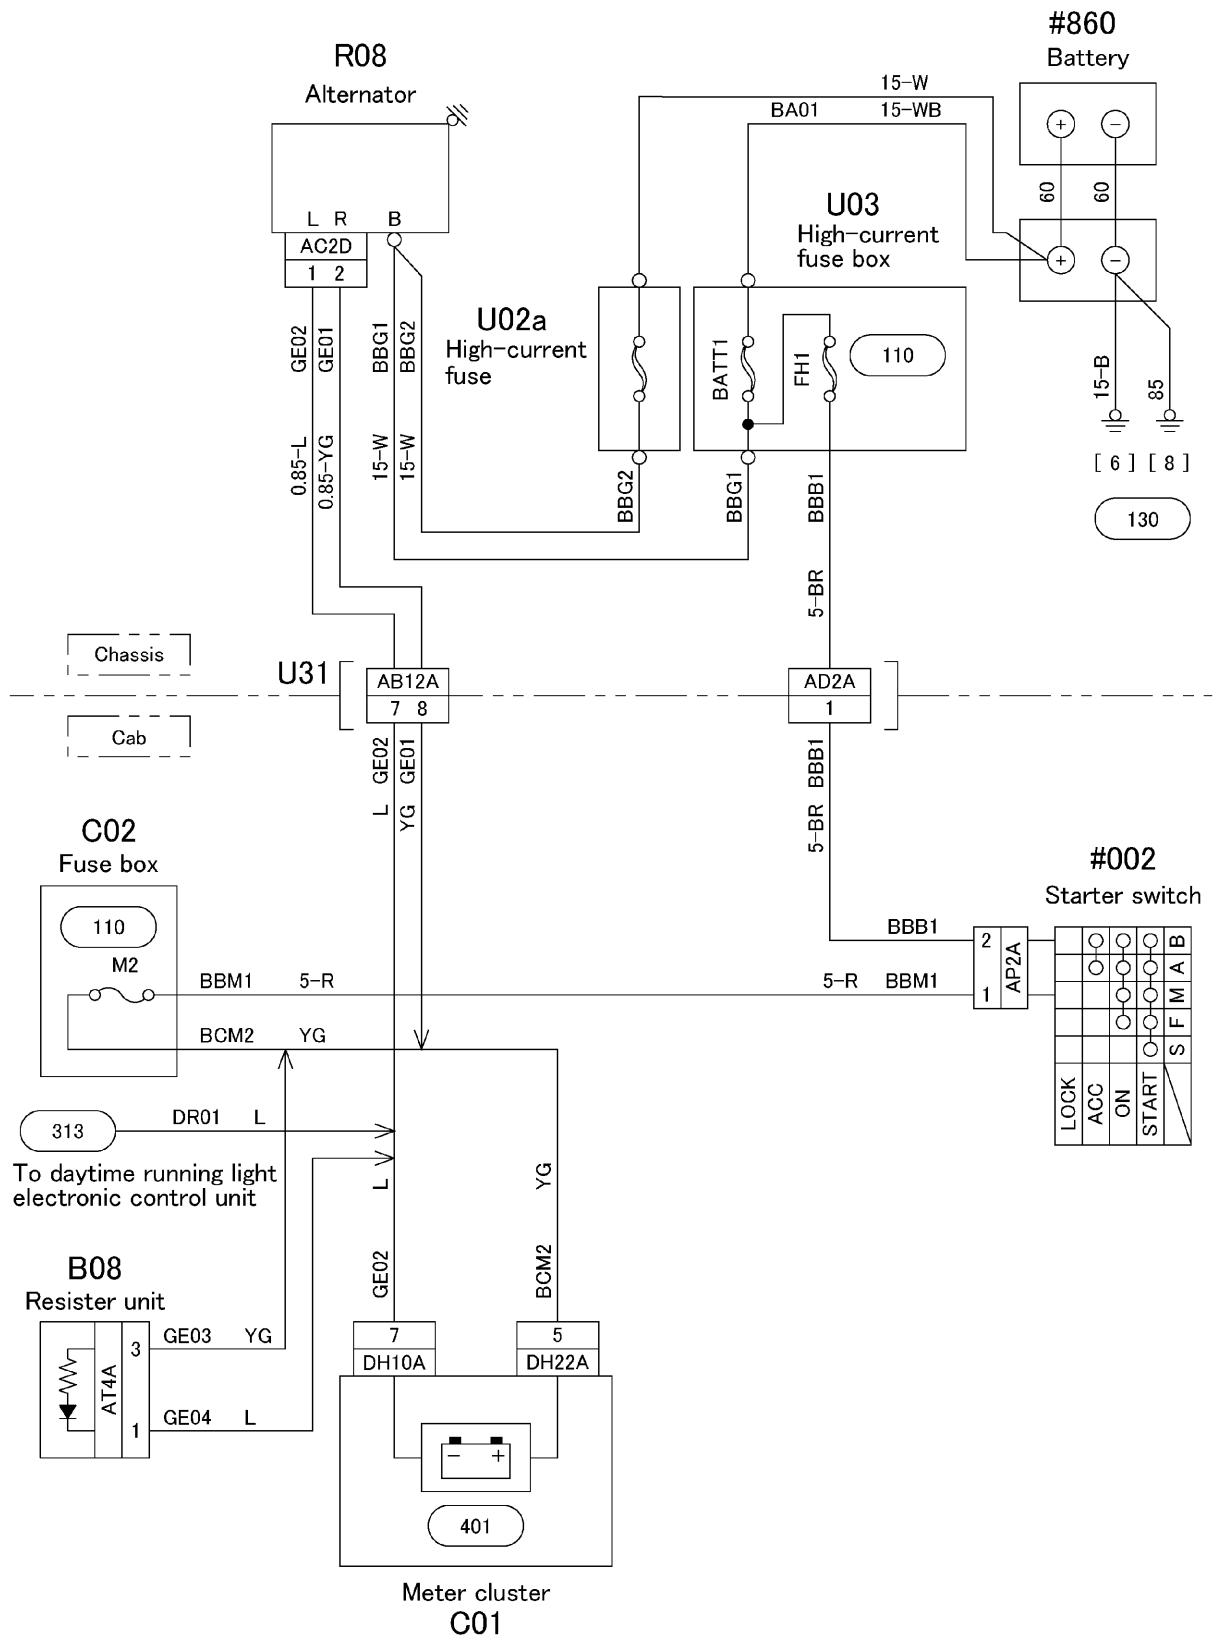 #860
Battery
R08
Alternator
15-W
BA01 15-WB
+ −
60 60
U03
High-current
fuse box
L R B
AC2D
1 2
+ −
U02a
High-current
fuse
GE02 GE01 BBG1 BBG2
BATT1 FH1 110
15-B 85
0.85-L 0.85-YG 15-W 15-W
[ 6 ] [ 8 ]
BBG2 BBG1 BBB1
130
5-BR
Chassis
U31
AB12A
7 8
AD2A
1
Cab
GE02 GE01
L YG
BBB1
5-BR
C02
Fuse box
110
M2
#002
Starter switch
BBB1
2
1
AP2A
B
A
M
F
S
LOCK ACC ON START
BBM1 5-R
5-R BBM1
BCM2 YG
313
DR01 L
To daytime running light
electronic control unit
L YG
GE02 BCM2
B08
Resister unit
3 GE03 YG
AT4A
1 GE04 L
7
DH10A
5
DH22A
− +
401
Meter cluster
C01